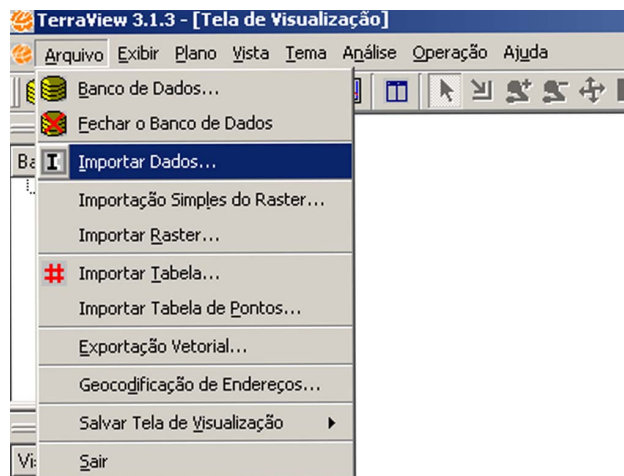 TerraView 3.1.3 - [Tela de Visualização]
Arquivo Exibir Plano Vista Tema Análise Operação Ajuda
Banco de Dados...
Fechar o Banco de Dados
Importar Dados...
Importação Simples do Raster...
Importar Raster...
Importar Tabela...
Importar Tabela de Pontos...
Exportação Vetorial...
Geocodificação de Endereços...
Salvar Tela de Visualização
Sair